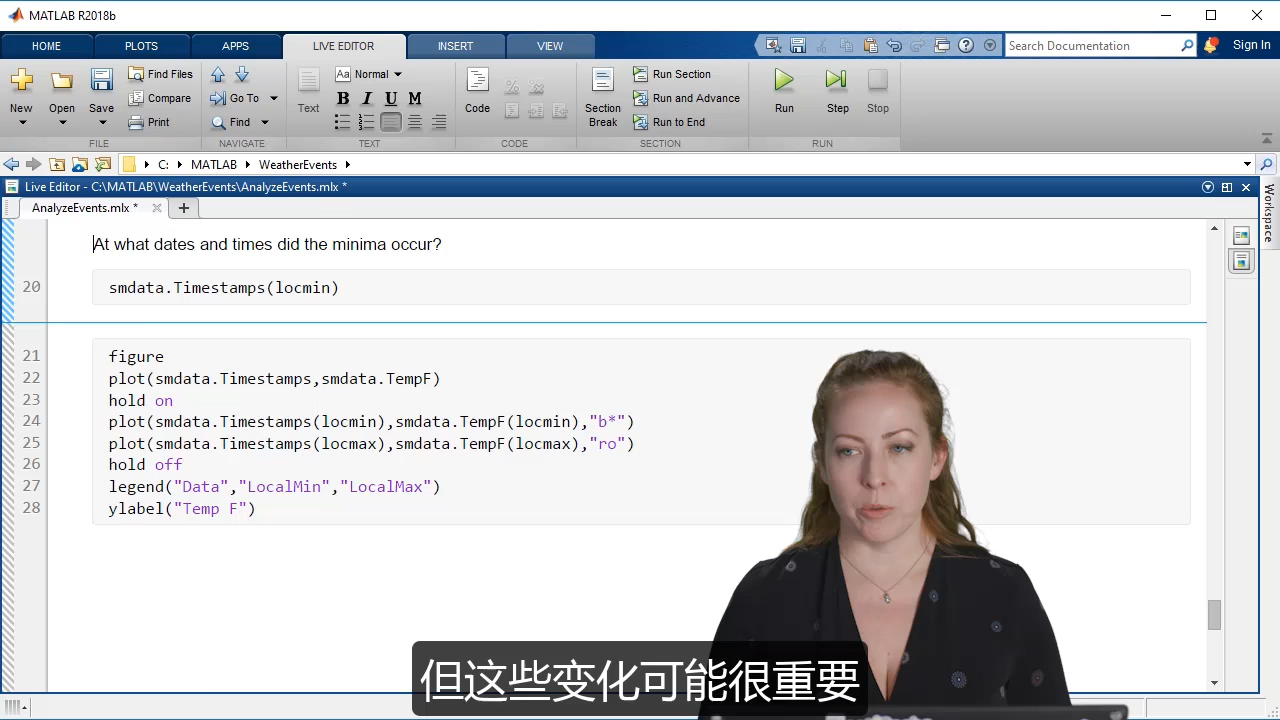 MATLAB R2018b
HOME PLOTS APPS LIVE EDITOR INSERT VIEW Search Documentation Sign In
New Open Save Find Files Compare Print
Go To Find
Text Normal B I U M
Code
Section Break Run Section Run and Advance Run to End
Run Step Stop
FILE NAVIGATE TEXT CODE SECTION RUN
C: MATLAB WeatherEvents
Live Editor - C:\MATLAB\WeatherEvents\AnalyzeEvents.mlx *
AnalyzeEvents.mlx *
Workspace
At what dates and times did the minima occur?
20 smdata.Timestamps(locmin)
21 figure
22 plot(smdata.Timestamps,smdata.TempF)
23 hold on
24 plot(smdata.Timestamps(locmin),smdata.TempF(locmin),"b*")
25 plot(smdata.Timestamps(locmax),smdata.TempF(locmax),"ro")
26 hold off
27 legend("Data","LocalMin","LocalMax")
28 ylabel("Temp F")
但这些变化可能很重要